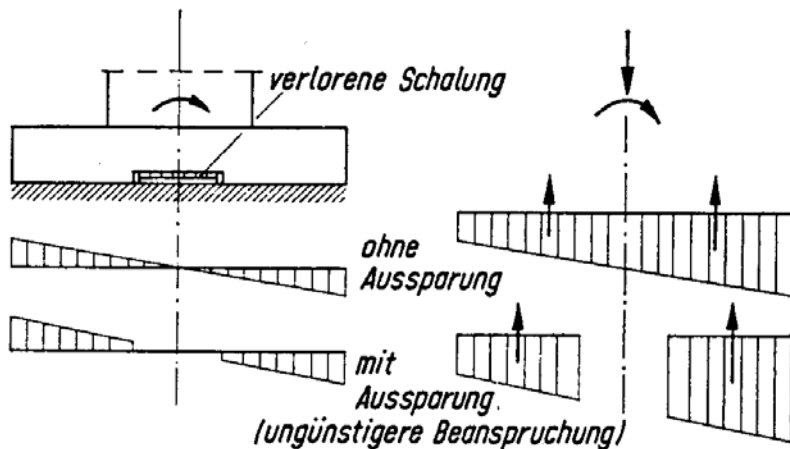 verlorene Schalung
ohne
Aussparung
mit
Aussparung
(ungünstigere Beanspruchung)